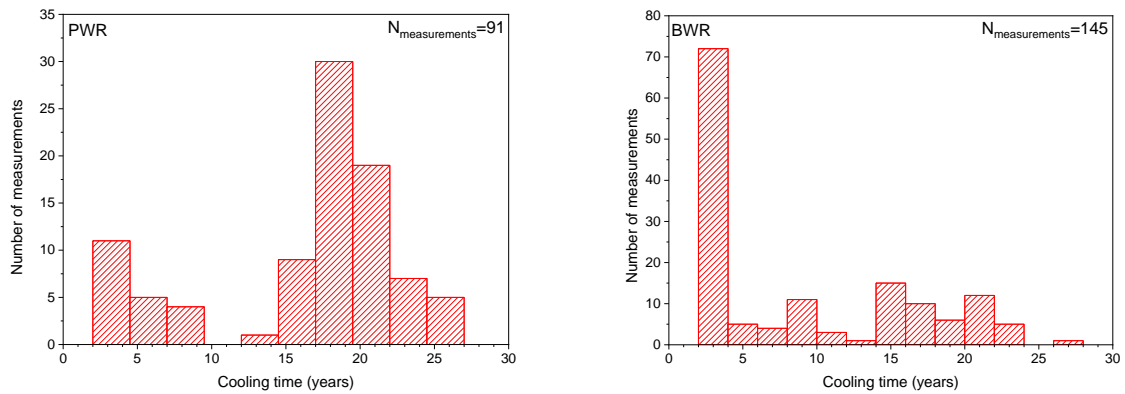 PWR
N_measurements=91
35
30
25
20
15
10
5
0
Number of measurements
0 5 10 15 20 25 30
Cooling time (years)
BWR
N_measurements=145
80
70
60
50
40
30
20
10
0
Number of measurements
0 5 10 15 20 25 30
Cooling time (years)